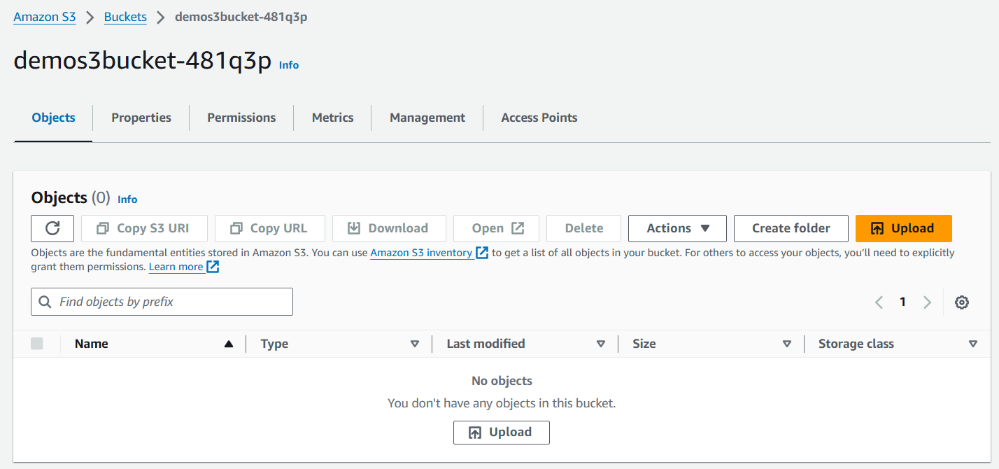 Amazon S3 Buckets demos3bucket-481q3p
demos3bucket-481q3p Info
Objects Properties Permissions Metrics Management Access Points
Objects (0) Info
Copy S3 URI Copy URL Download Open Delete Actions Create folder Upload
Objects are the fundamental entities stored in Amazon S3. You can use Amazon S3 inventory to get a list of all objects in your bucket. For others to access your objects, you’ll need to explicitly
grant them permissions. Learn more
Find objects by prefix 1
Name Type Last modified Size Storage class
No objects
You don't have any objects in this bucket.
Upload